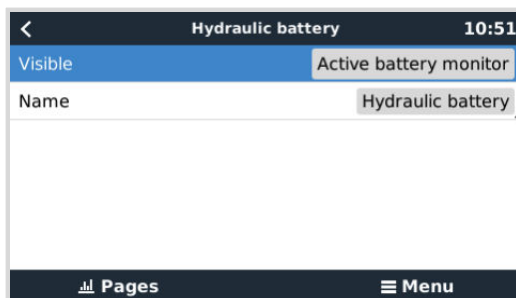 Hydraulic battery 10:51
Visible Active battery monitor
Name Hydraulic battery
Pages Menu